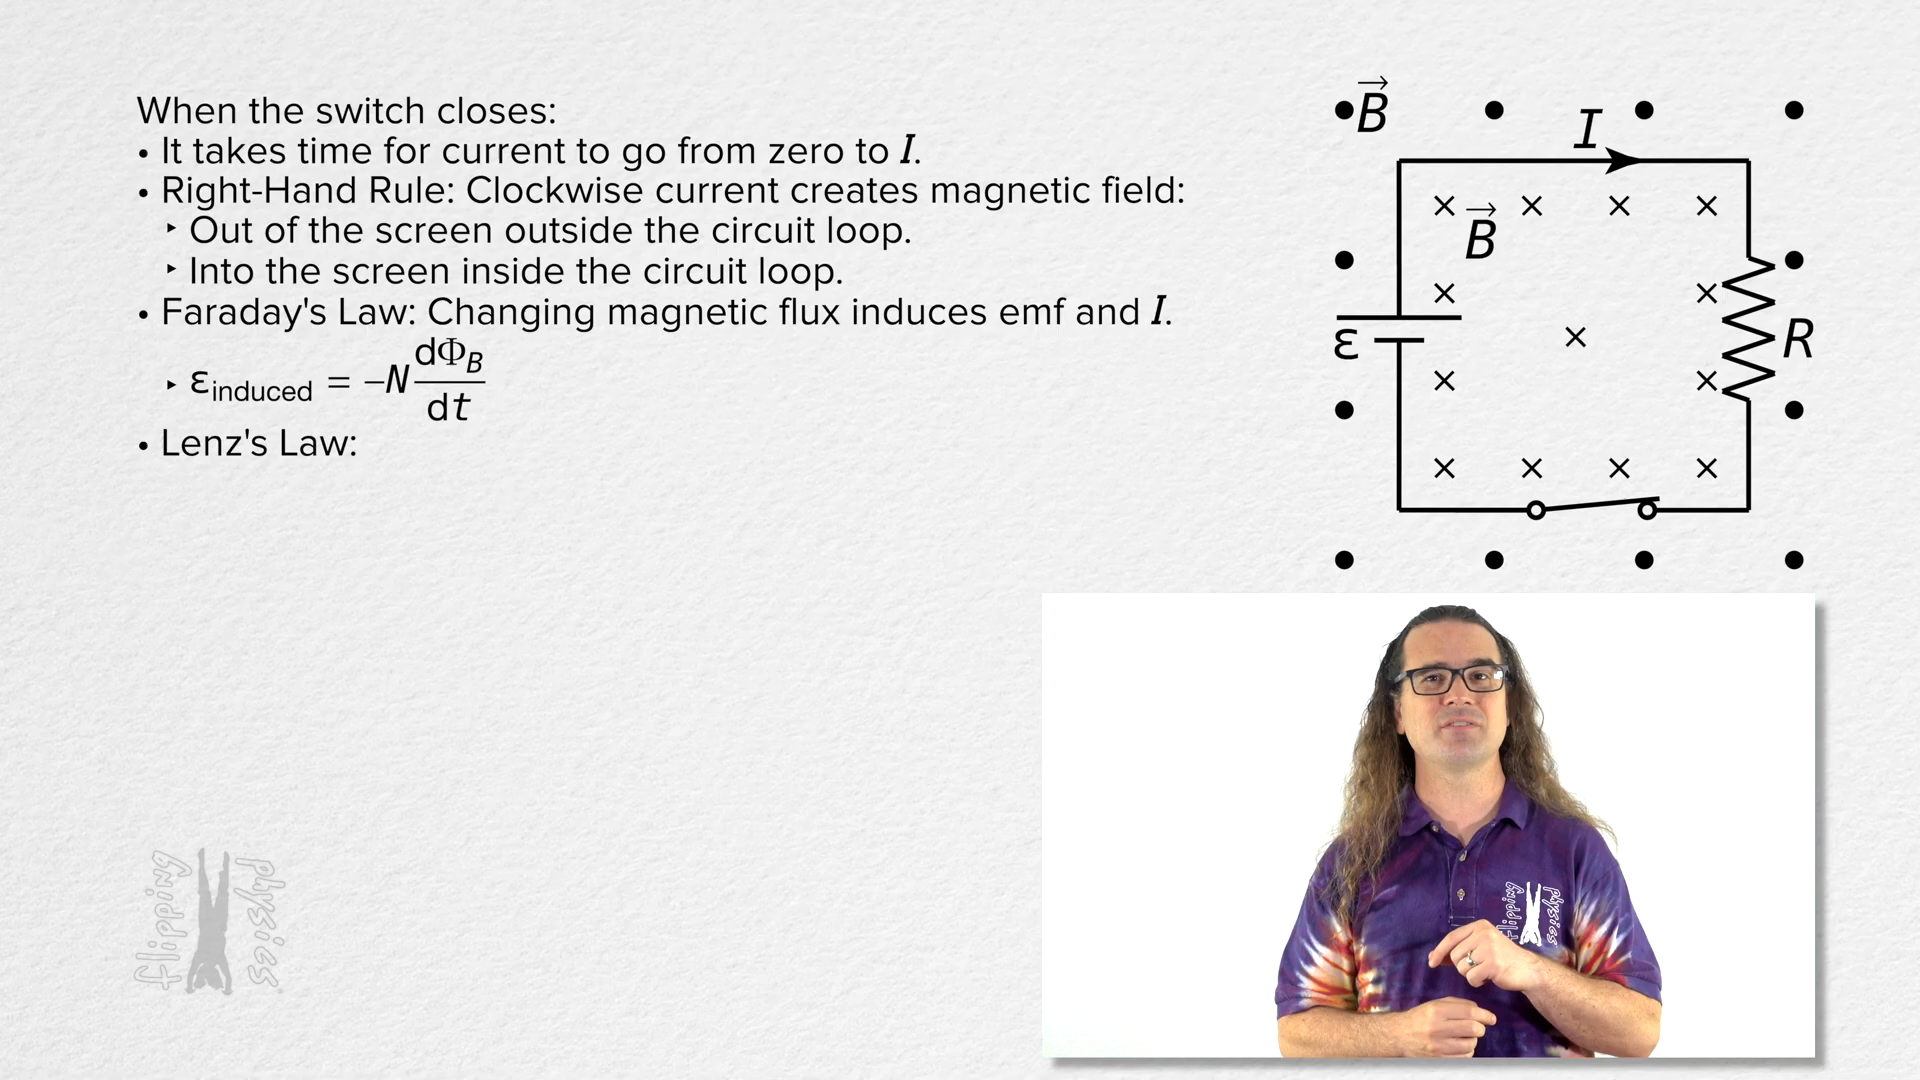 When the switch closes:
• It takes time for current to go from zero to I.
• Right-Hand Rule: Clockwise current creates magnetic field:
‣ Out of the screen outside the circuit loop.
‣ Into the screen inside the circuit loop.
• Faraday's Law: Changing magnetic flux induces emf and I.
‣ ε_induced = –N dΦ_B/dt
• Lenz's Law:
B⃗
I
B⃗
ε
R
flipping physics
flipping physics